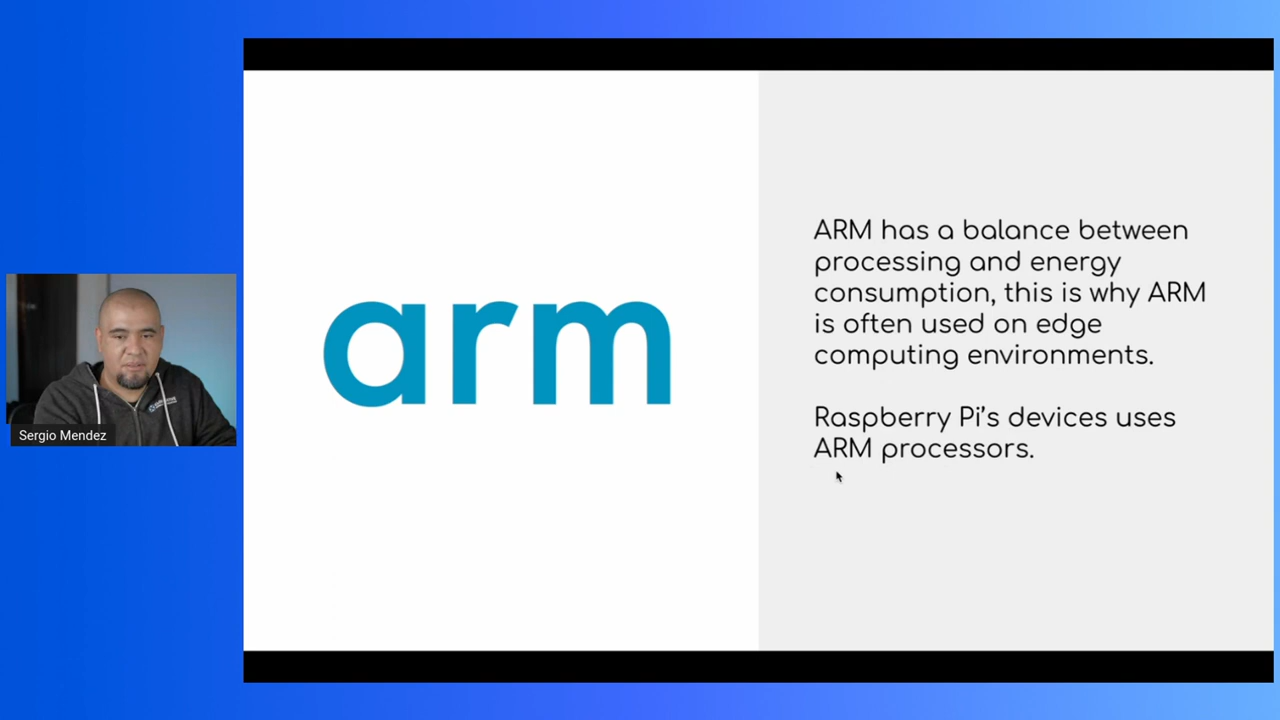 arm
ARM has a balance between
processing and energy
consumption, this is why ARM
is often used on edge
computing environments.
Raspberry Pi's devices uses
ARM processors.
Sergio Mendez